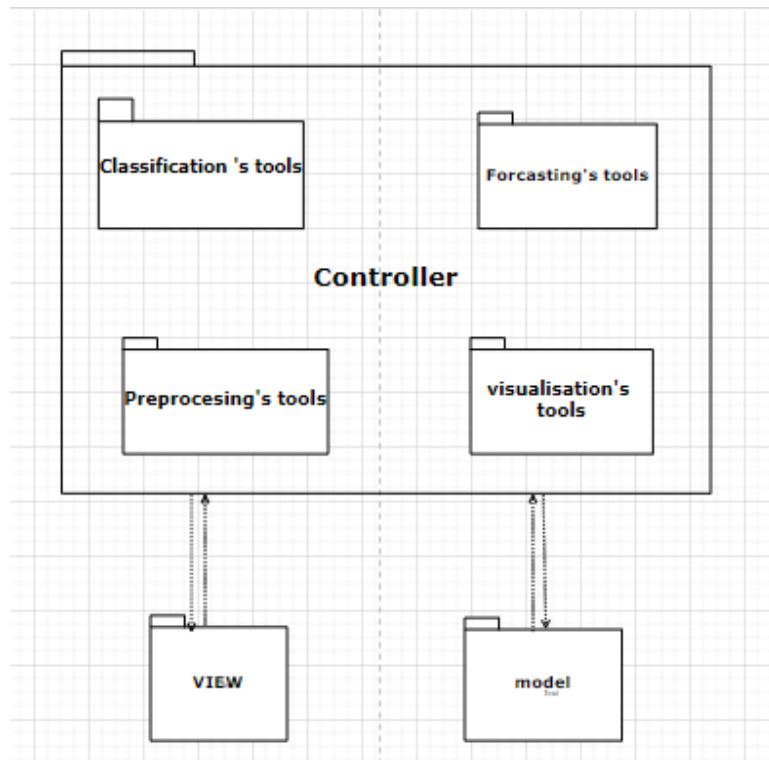 Classification 's tools
Forcasting's tools
Controller
Preprocesing's tools
visualisation's
tools
VIEW
model